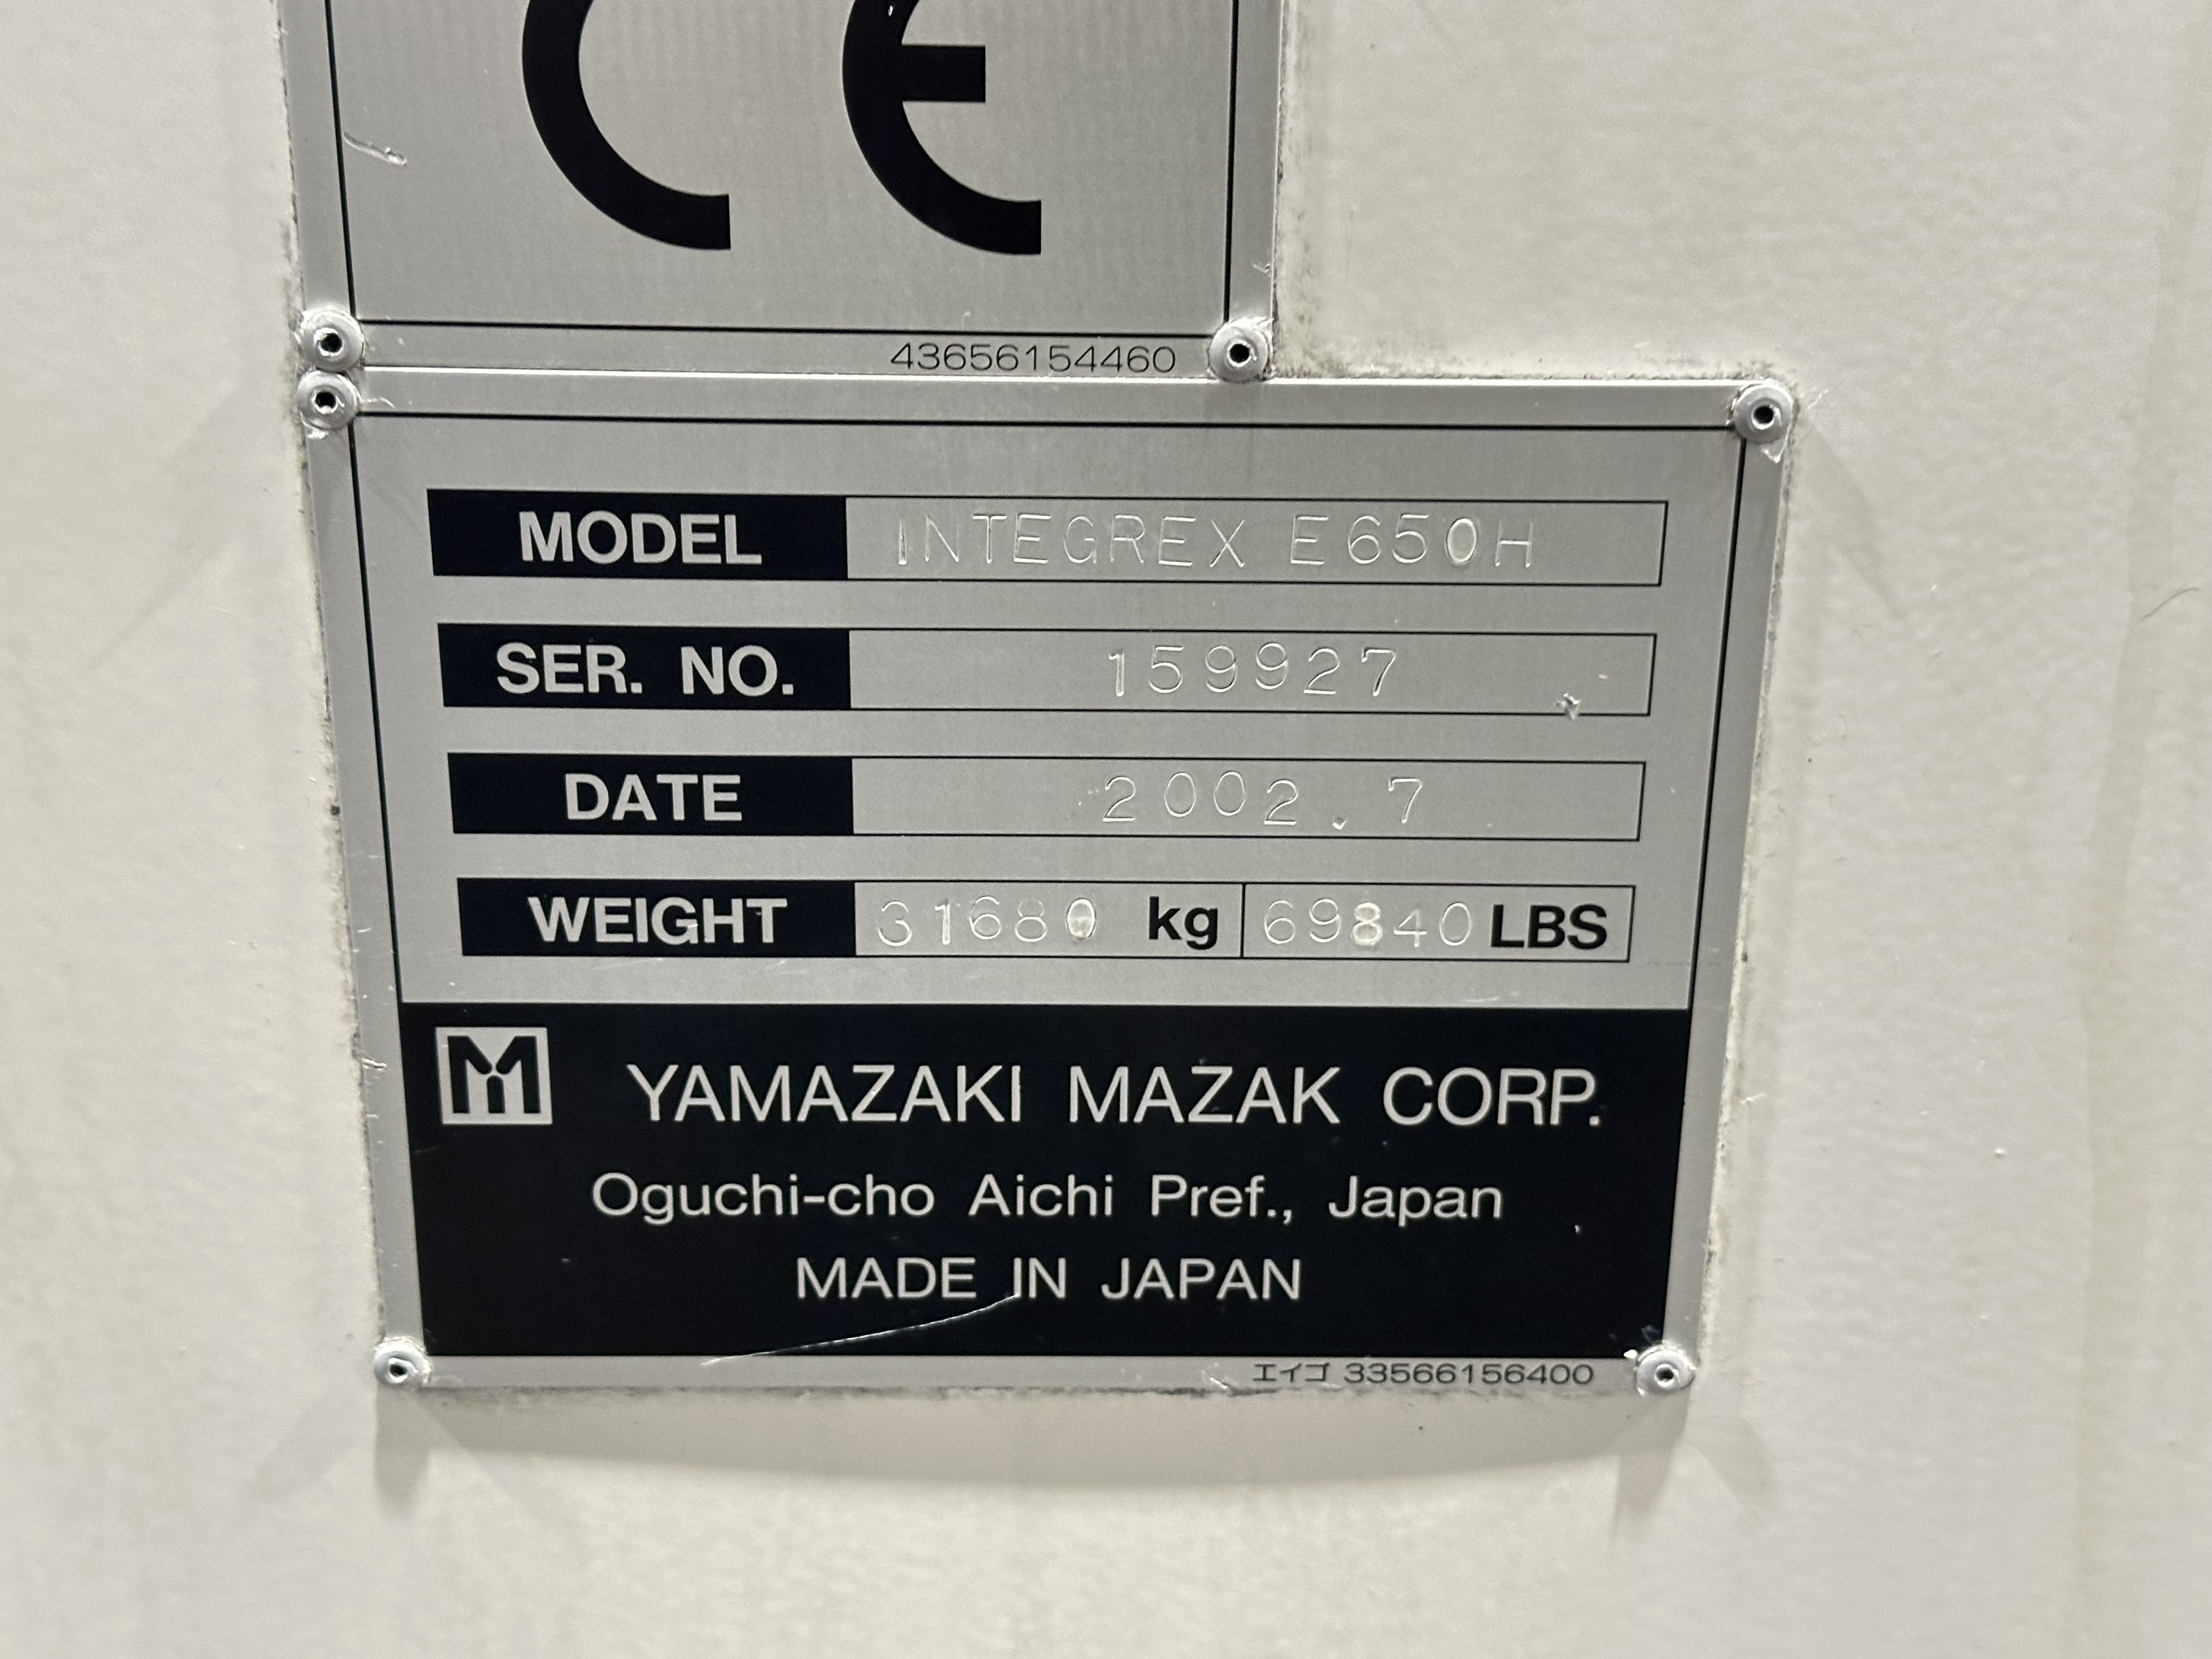 CE
43656154460
MODEL INTEGREX E650H
SER. NO. 159927
DATE 2002.7
WEIGHT 31680 kg 69840 LBS
M YAMAZAKI MAZAK CORP.
Oguchi-cho Aichi Pref., Japan
MADE IN JAPAN
エイゴ 33566156400